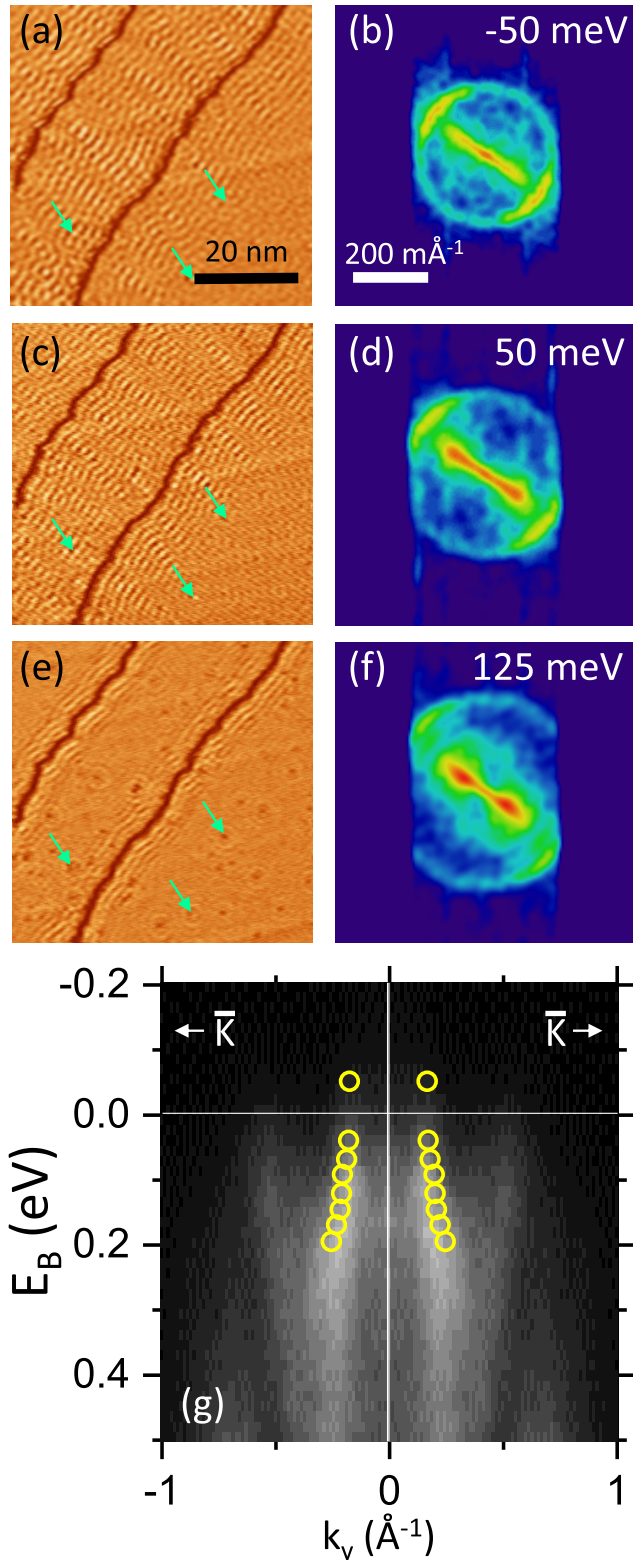 (a)
20 nm
(b) -50 meV
200 mÅ⁻¹
(c)
(d) 50 meV
(e)
(f) 125 meV
-0.2
0.0
0.2
0.4
E_B (eV)
← K̅
K̅ →
(g)
-1 0 1
k_y (Å⁻¹)